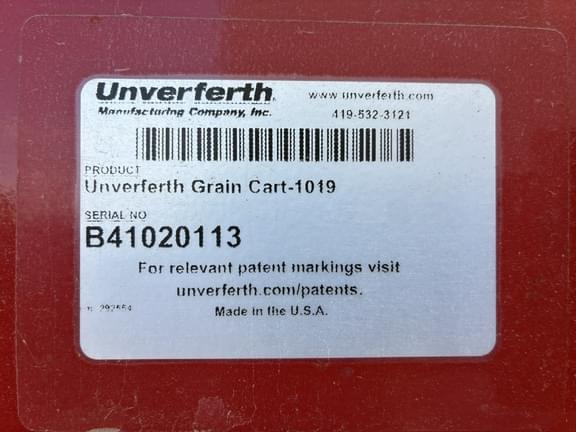 Unverferth
www.unverferth.com
Manufacturing Company, Inc.
419-532-3121
PRODUCT
Unverferth Grain Cart-1019
SERIAL NO
B41020113
For relevant patent markings visit
unverferth.com/patents.
292554
Made in the U.S.A.